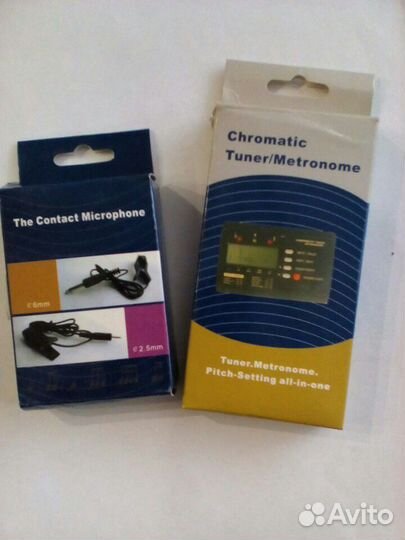 The Contact Microphone
¢6mm
¢2.5mm
Chromatic
Tuner/Metronome
Tuner.Metronome.
Pitch-Setting all-in-one
Avito